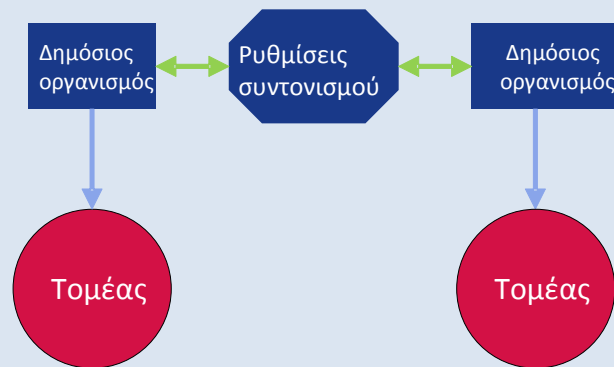 Δημόσιος
οργανισμός
Ρυθμίσεις
συντονισμού
Δημόσιος
οργανισμός
Τομέας
Τομέας